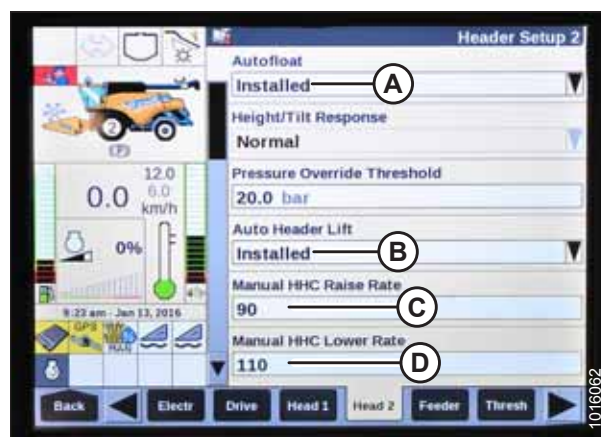 Header Setup 2
Autofloat
Installed
A
Height/Tilt Response
Normal
Pressure Override Threshold
20.0 bar
Auto Header Lift
Installed
B
Manual HHC Raise Rate
90
C
Manual HHC Lower Rate
110
D
2
(P)
12.0
0.0 6.0
km/h
0%
9:23 am - Jan 13, 2016
GPS
MAN
Back Electr Drive Head 1 Head 2 Feeder Thresh
1016062